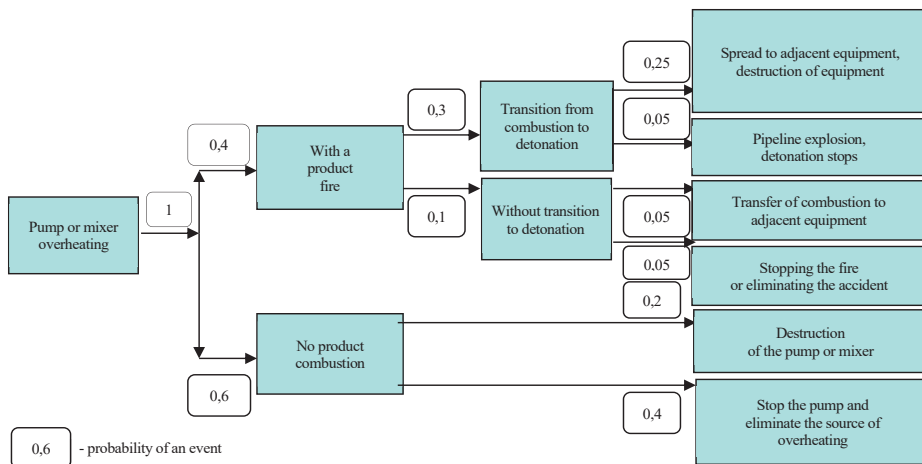 0,25
Spread to adjacent equipment,
destruction of equipment
0,3
Transition from
combustion to
detonation
0,05
Pipeline explosion,
detonation stops
0,4
With a
product
fire
0,1
Without transition
to detonation
0,05
Transfer of combustion to
adjacent equipment
1
Pump or mixer
overheating
0,05
Stopping the fire
or eliminating the accident
0,2
Destruction
of the pump or mixer
No product
combustion
0,6
0,4
Stop the pump and
eliminate the source of
overheating
0,6 - probability of an event